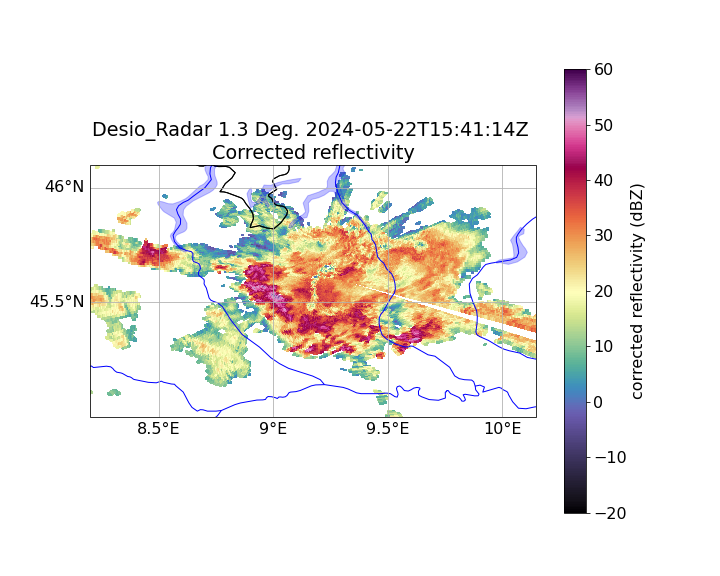 Desio_Radar 1.3 Deg. 2024-05-22T15:41:14Z
Corrected reflectivity
46°N
45.5°N
8.5°E
9°E
9.5°E
10°E
60
50
40
30
20
10
0
−10
−20
corrected reflectivity (dBZ)